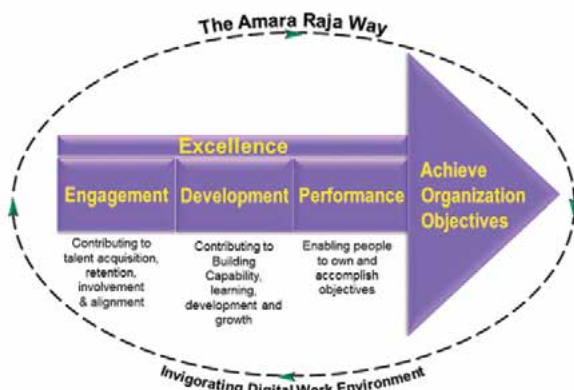 The Amara Raja Way
Excellence
Engagement
Development
Performance
Achieve
Organization
Objectives
Contributing to
talent acquisition,
retention,
involvement
& alignment
Contributing to
Building
Capability,
learning,
development and
growth
Enabling people
to own and
accomplish
objectives
Invigorating Digital Work Environment